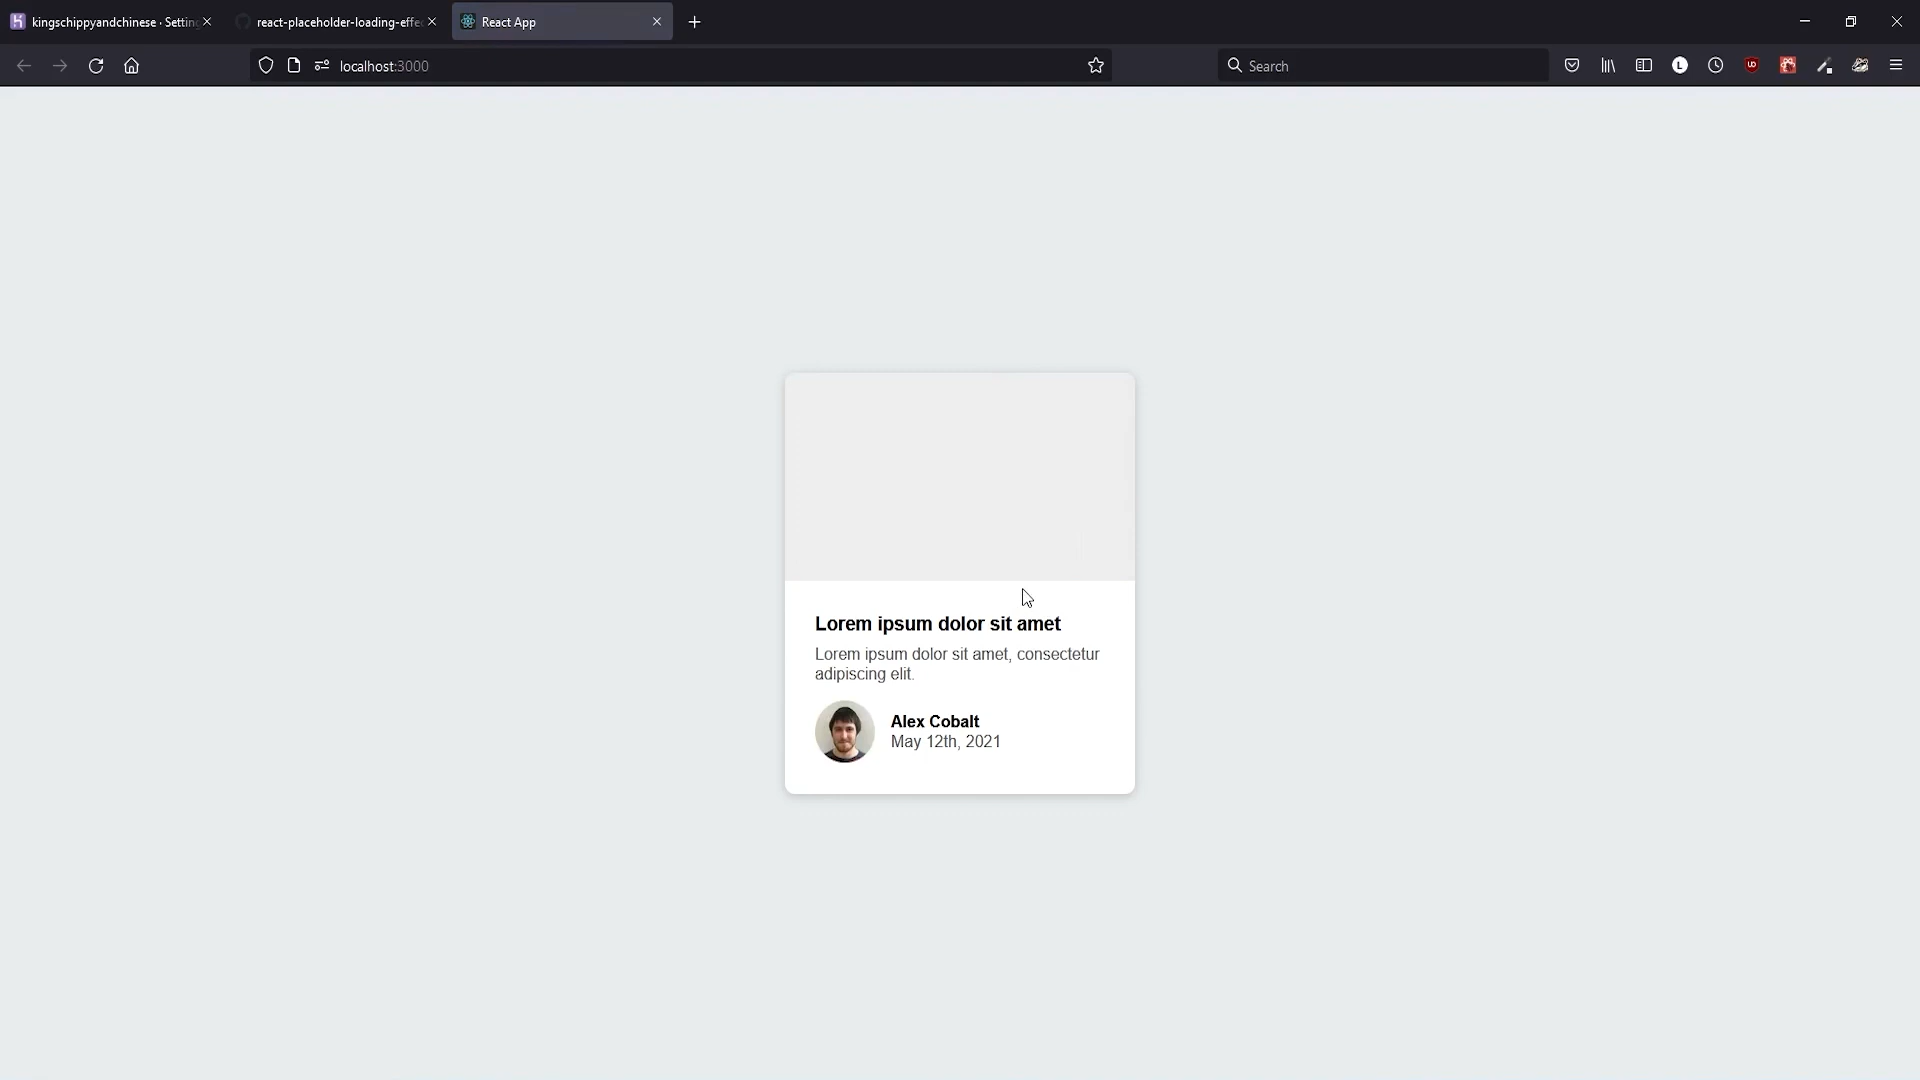 kingschippyandchinese · Setting
react-placeholder-loading-effe
React App
localhost:3000
Search
L
Lorem ipsum dolor sit amet
Lorem ipsum dolor sit amet, consectetur
adipiscing elit.
Alex Cobalt
May 12th, 2021